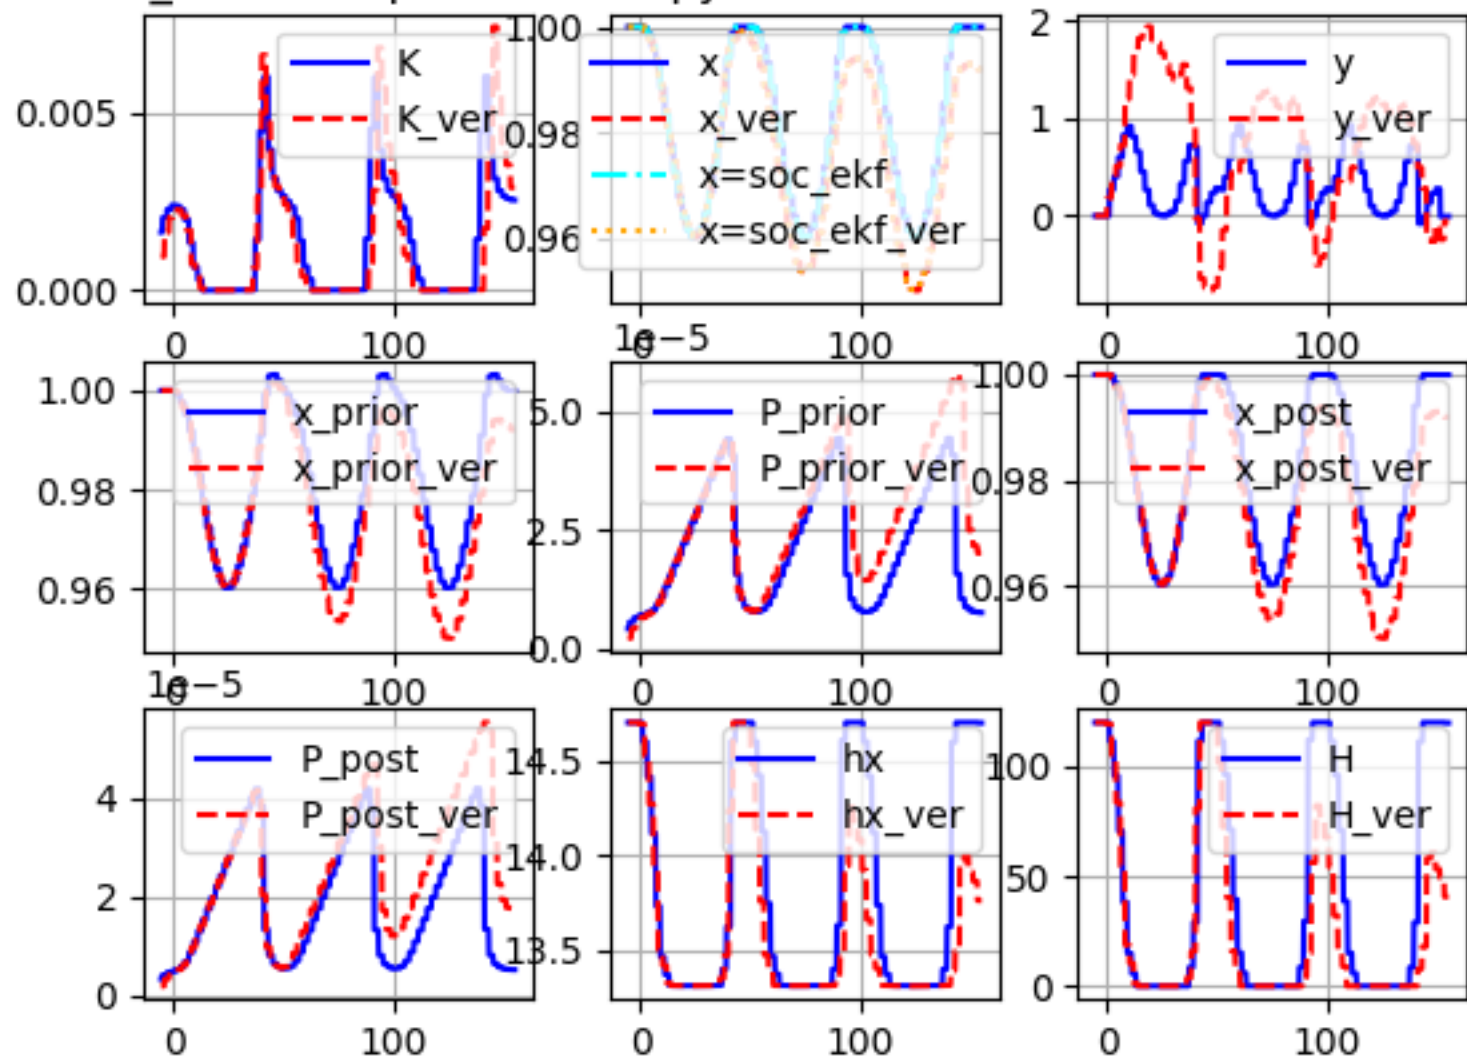 K
K_ver
0.005
0.000
0
100
1.00
0.98
0.96
x
x_ver
x=soc_ekf
x=soc_ekf_ver
0
100
2
1
0
y
y_ver
0
100
1.00
0.98
0.96
x_prior
x_prior_ver
0
100
1e−5
5.0
2.5
0.0
P_prior
P_prior_ver
0
100
1.00
0.98
0.96
x_post
x_post_ver
0
100
1e−5
4
2
0
P_post
P_post_ver
0
100
14.5
14.0
13.5
hx
hx_ver
0
100
100
50
0
H
H_ver
0
100